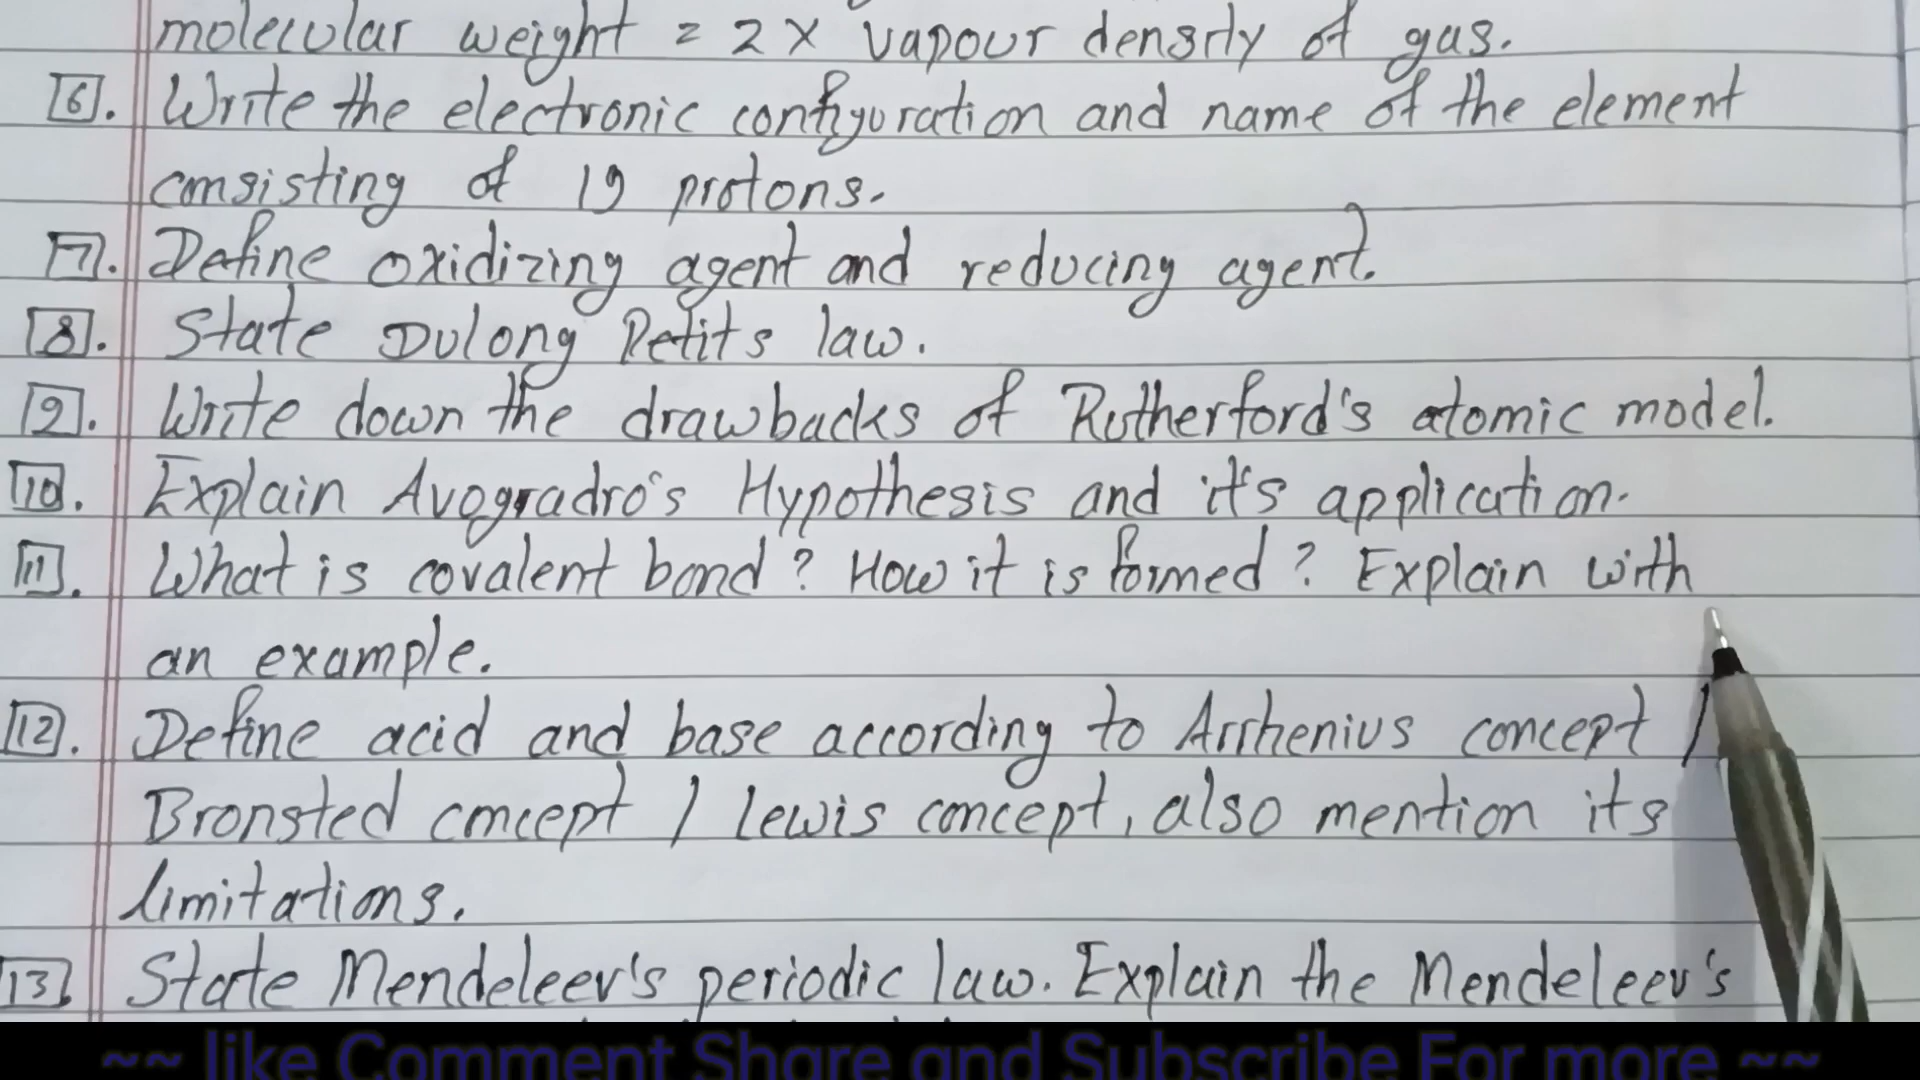 molecular weight = 2 x vapour density of gas.
6. Write the electronic configuration and name of the element
consisting of 19 protons.
7. Define oxidizing agent and reducing agent.
8. State Dulong Petits law.
9. Write down the drawbacks of Rutherford's atomic model.
10. Explain Avogradro's Hypothesis and it's application.
11. What is covalent bond? How it is formed? Explain with
an example.
12. Define acid and base according to Arrhenius concept /
Bronsted concept / lewis concept, also mention its
limitations.
13. State Mendeleev's periodic law. Explain the Mendeleev's
~~ like Comment Share and Subscribe For more ~~